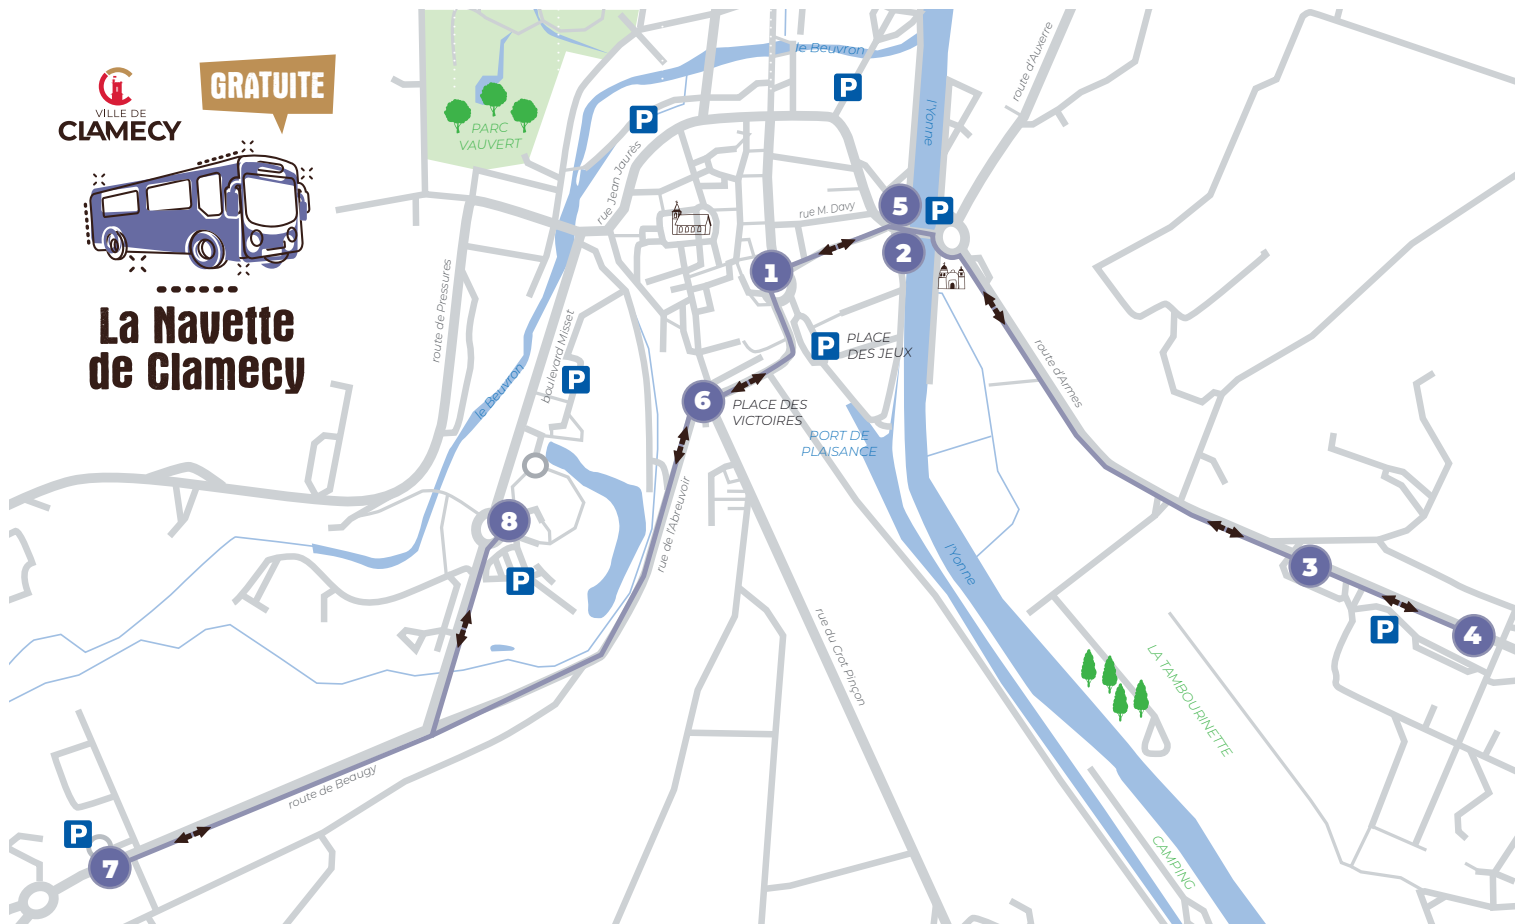 VILLE DE
CLAMECY
GRATUITE
La Navette
de Clamecy
PARC
VAUVERT
le Beuvron
P
P
l'Yonne
route d'Auxerre
rue Jean Jaurès
rue M. Davy
5
P
2
1
route de Pressures
boulevard Misset
le Beuvron
P
P
PLACE
DES JEUX
route d'Armes
6
PLACE DES
VICTOIRES
PORT DE
PLAISANCE
8
P
rue de l'Abreuvoir
l'Yonne
rue du Crot Pinçon
3
P
4
LA TAMBOURINETTE
CAMPING
route de Beaugy
P
7